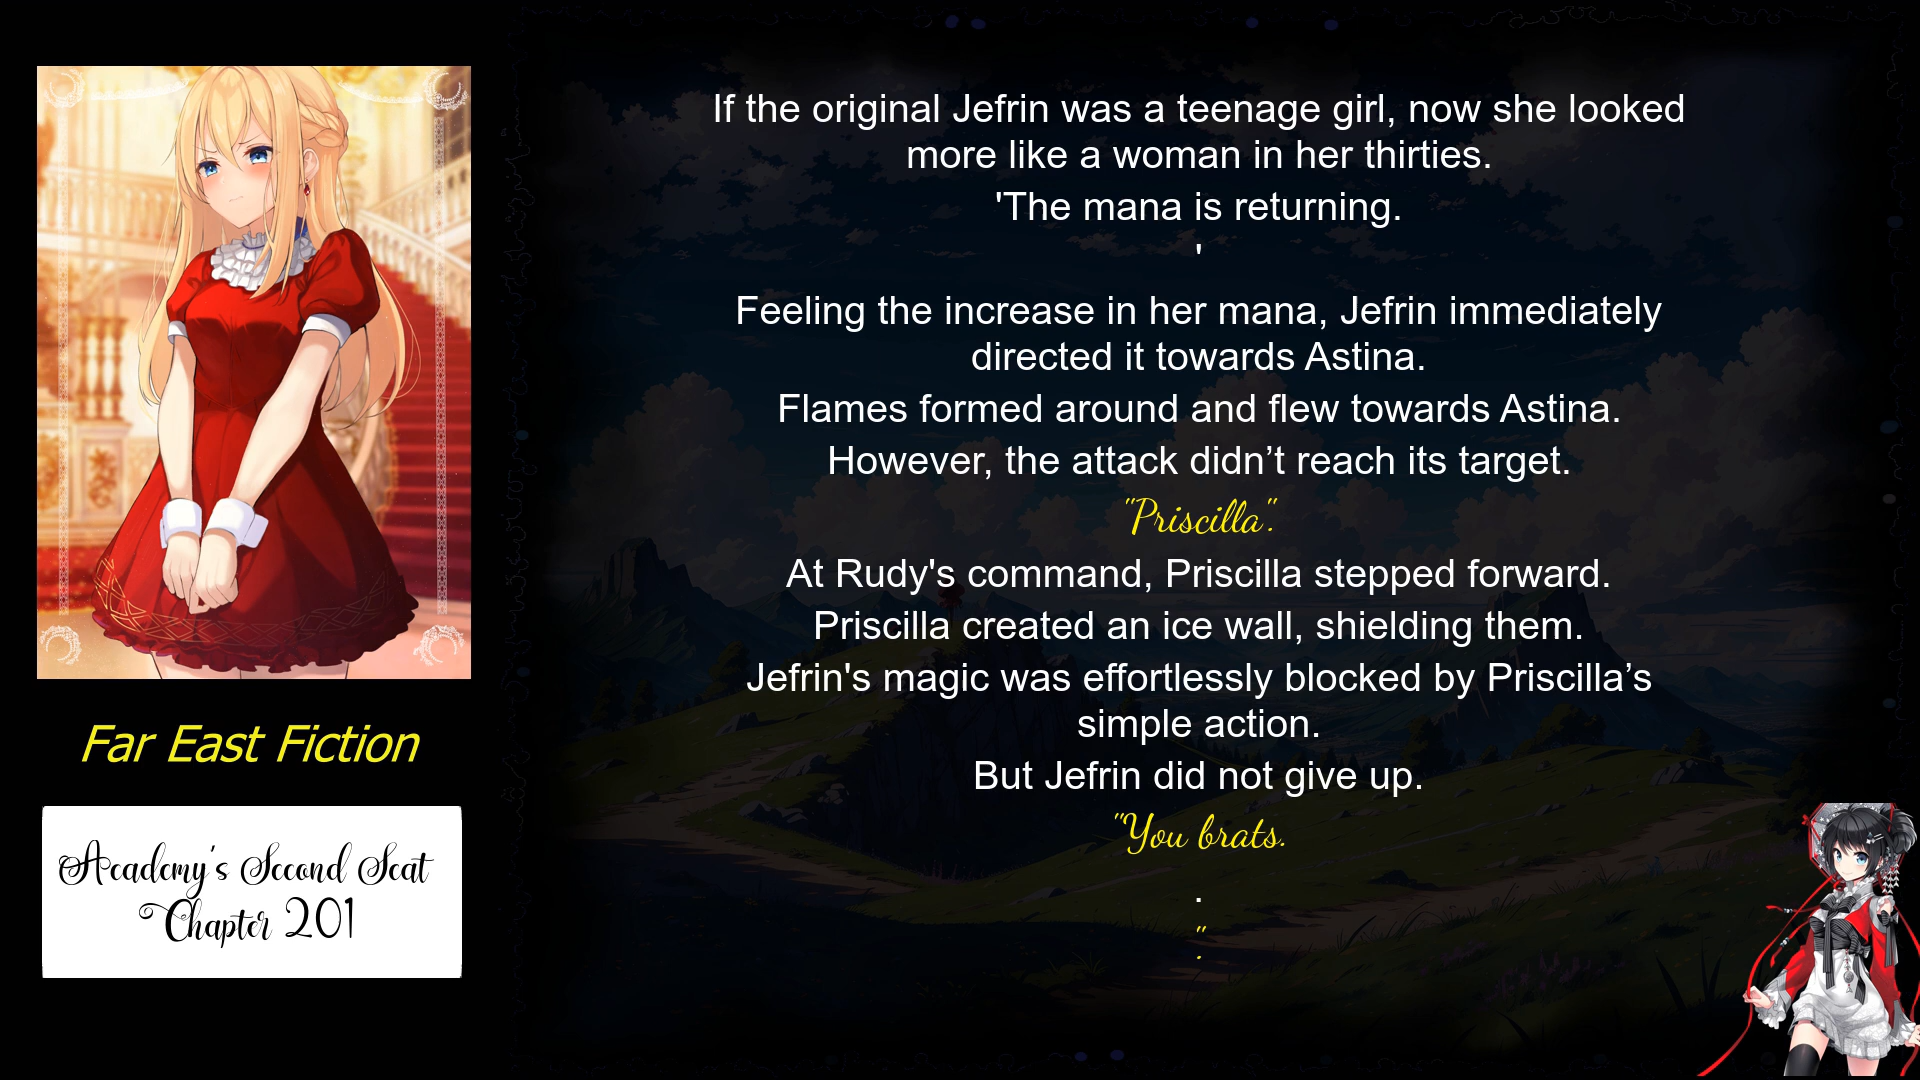 If the original Jefrin was a teenage girl, now she looked
more like a woman in her thirties.
'The mana is returning.
'
Feeling the increase in her mana, Jefrin immediately
directed it towards Astina.
Flames formed around and flew towards Astina.
However, the attack didn’t reach its target.
"Priscilla".
At Rudy's command, Priscilla stepped forward.
Priscilla created an ice wall, shielding them.
Jefrin's magic was effortlessly blocked by Priscilla’s
simple action.
But Jefrin did not give up.
"You brats.
.
".
Far East Fiction
Academy's Second Seat
Chapter 201